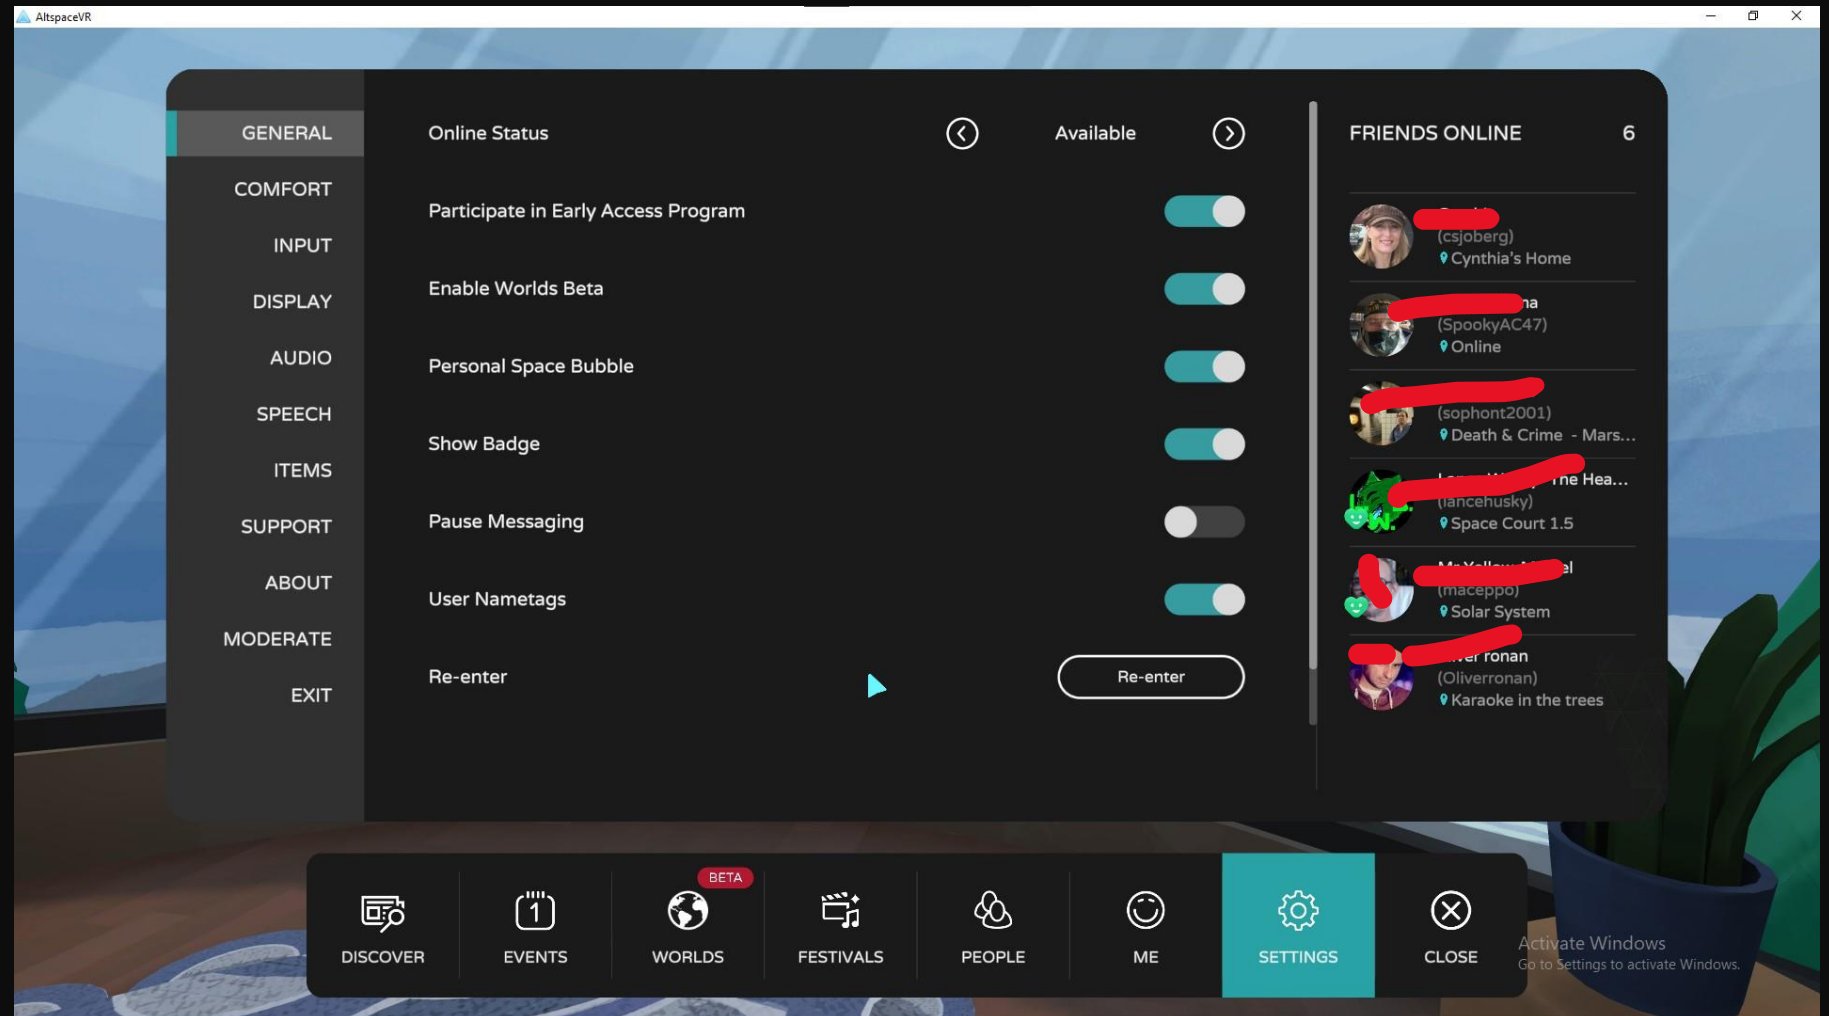 AltspaceVR
GENERAL
COMFORT
INPUT
DISPLAY
AUDIO
SPEECH
ITEMS
SUPPORT
ABOUT
MODERATE
EXIT
Online Status
Available
Participate in Early Access Program
Enable Worlds Beta
Personal Space Bubble
Show Badge
Pause Messaging
User Nametags
Re-enter
Re-enter
FRIENDS ONLINE 6
(csjoberg)
Cynthia's Home
(SpookyAC47)
Online
(sophont2001)
Death & Crime - Mars...
The Hea...
(lancehusky)
Space Court 1.5
(maceppo)
Solar System
ronan
(Oliverronan)
Karaoke in the trees
BETA
1
DISCOVER
EVENTS
WORLDS
FESTIVALS
PEOPLE
ME
SETTINGS
CLOSE
Activate Windows
Go to Settings to activate Windows.